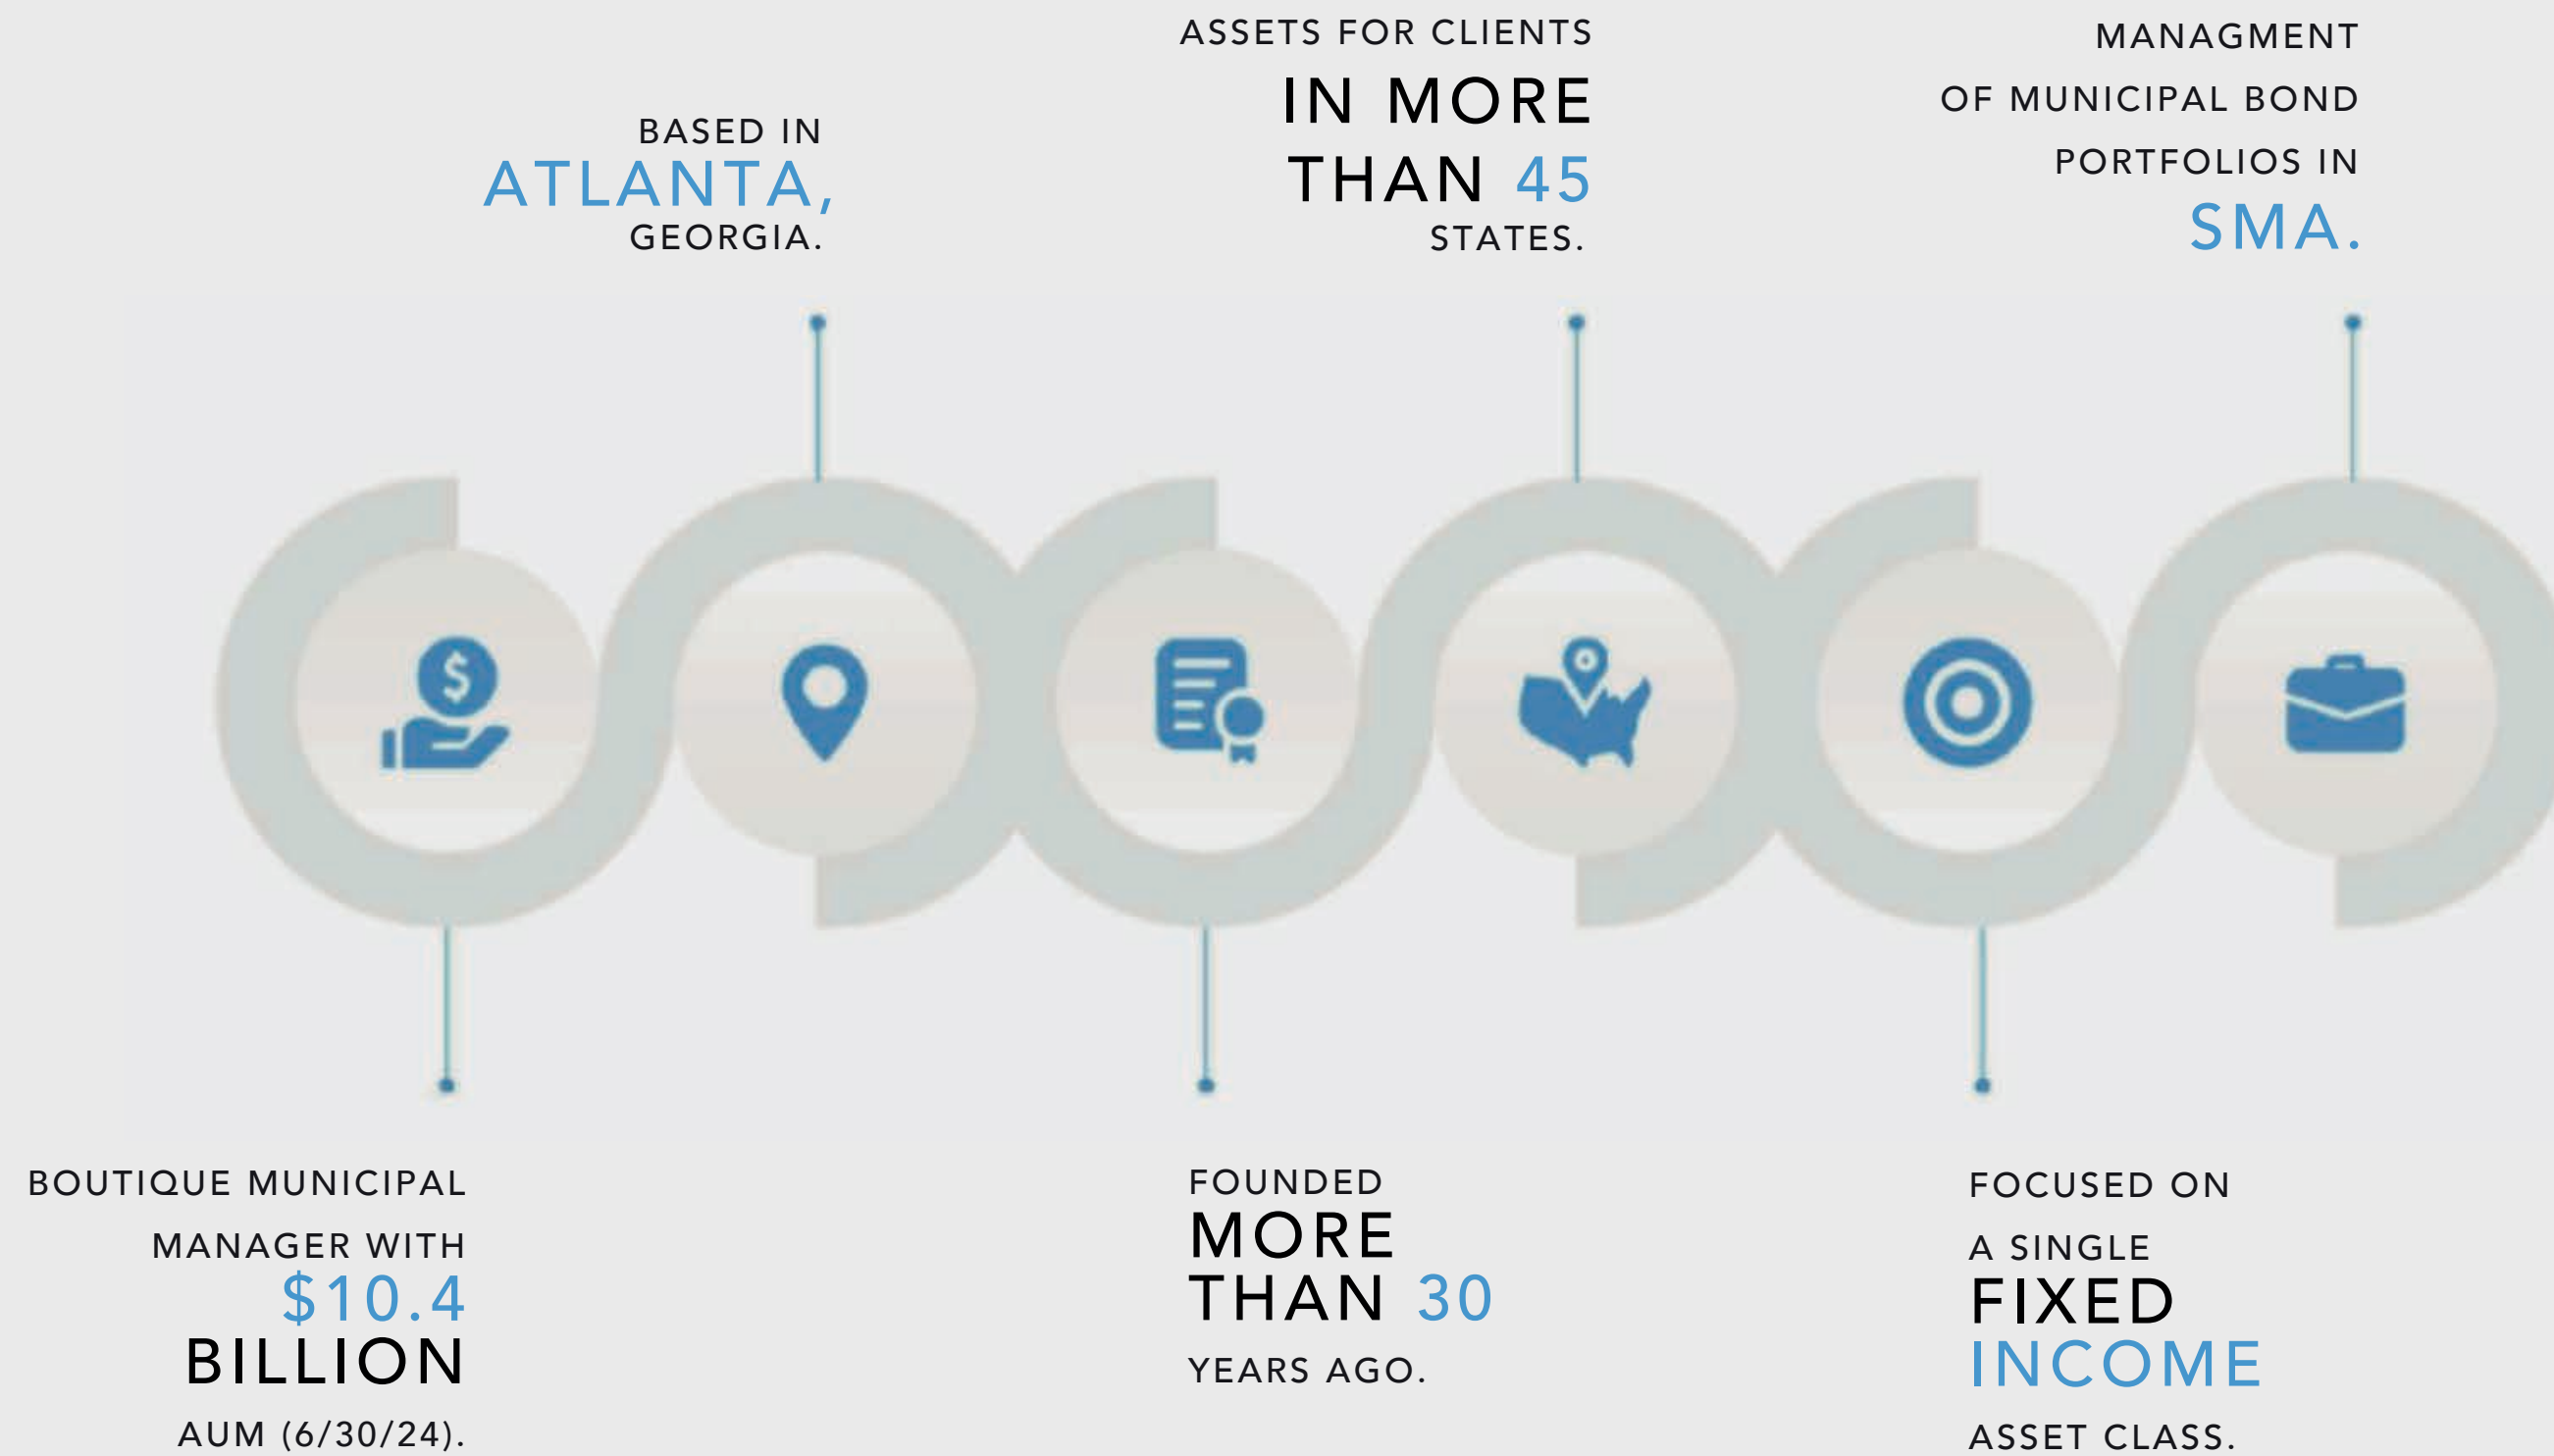 BOUTIQUE MUNICIPAL
MANAGER WITH
$10.4
BILLION
AUM (6/30/24).
BASED IN
ATLANTA,
GEORGIA.
FOUNDED
MORE
THAN 30
YEARS AGO.
ASSETS FOR CLIENTS
IN MORE
THAN 45
STATES.
FOCUSED ON
A SINGLE
FIXED
INCOME
ASSET CLASS.
MANAGMENT
OF MUNICIPAL BOND
PORTFOLIOS IN
SMA.
$